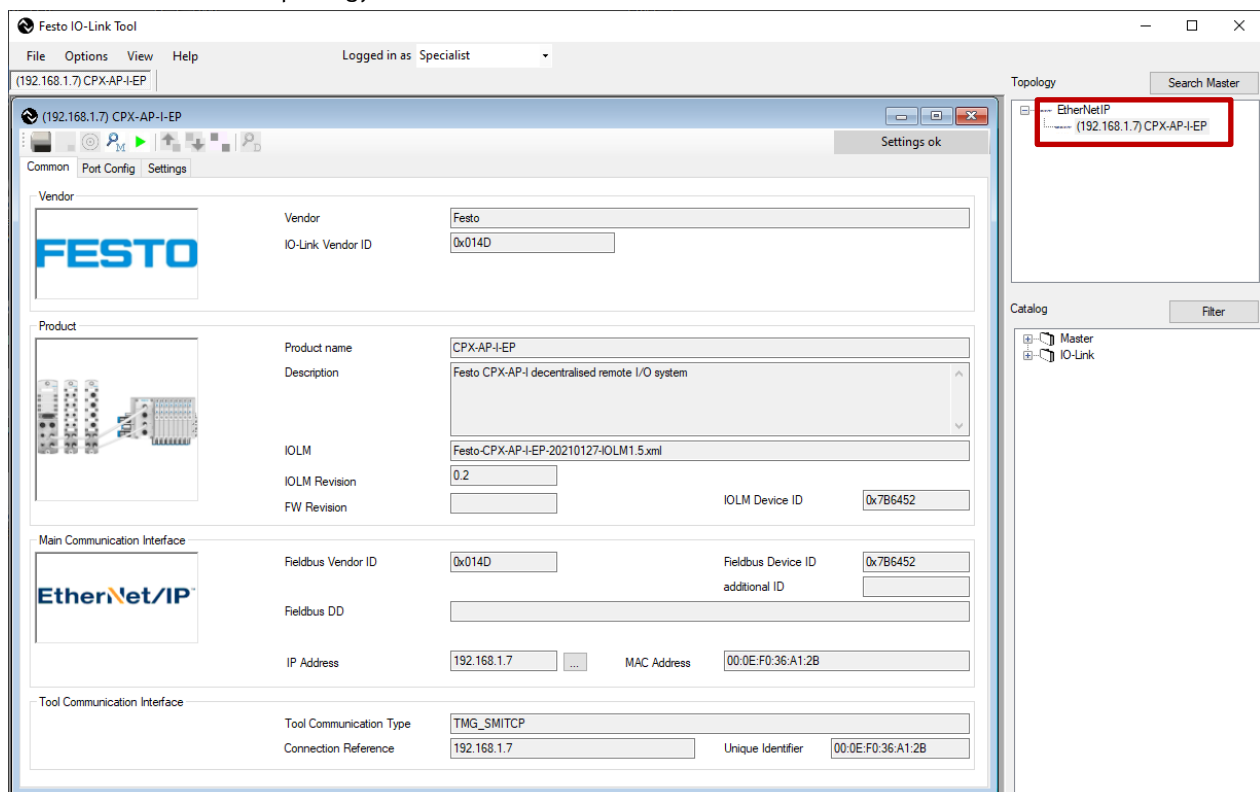 Festo IO-Link Tool
File Options View Help Logged in as Specialist
(192.168.1.7) CPX-AP-I-EP
Topology Search Master
EtherNetIP
(192.168.1.7) CPX-AP-I-EP
(192.168.1.7) CPX-AP-I-EP
M D Settings ok
Common Port Config Settings
Vendor
FESTO
Vendor Festo
IO-Link Vendor ID 0x014D
Product
Product name CPX-AP-I-EP
Description Festo CPX-AP-I decentralised remote I/O system
IOLM Festo-CPX-AP-I-EP-20210127-IOLM1.5.xml
IOLM Revision 0.2
FW Revision IOLM Device ID 0x7B6452
Main Communication Interface
EtherNet/IP
Fieldbus Vendor ID 0x014D Fieldbus Device ID 0x7B6452
additional ID
Fieldbus DD
IP Address 192.168.1.7 ... MAC Address 00:0E:F0:36:A1:2B
Tool Communication Interface
Tool Communication Type TMG_SMITCP
Connection Reference 192.168.1.7 Unique Identifier 00:0E:F0:36:A1:2B
Catalog Filter
Master
IO-Link